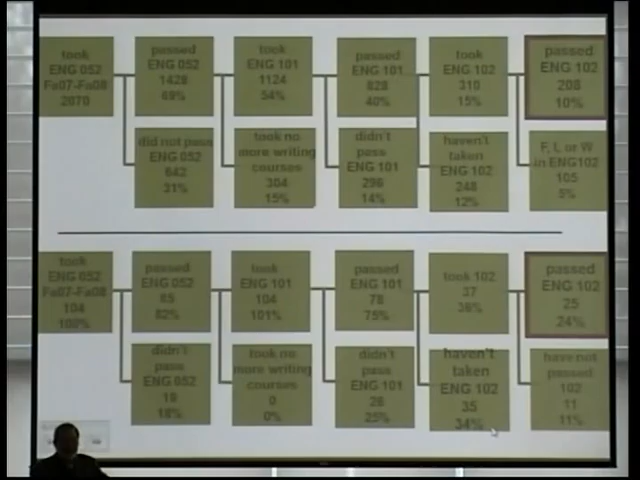 took
ENG 052
Fa07-Fa08
2070
passed
ENG 052
1428
69%
took
ENG 101
1124
54%
passed
ENG 101
828
40%
took
ENG 102
310
15%
passed
ENG 102
208
10%
did not pass
ENG 052
642
31%
took no
more writing
courses
304
15%
didn't
pass
ENG 101
296
14%
haven't
taken
ENG 102
248
12%
F, L or W
in ENG102
105
5%
took
ENG 052
Fa07-Fa08
104
100%
passed
ENG 052
85
82%
took
ENG 101
104
101%
passed
ENG 101
78
75%
took 102
37
36%
passed
ENG 102
25
24%
didn't
pass
ENG 052
19
18%
took no
more writing
courses
0
0%
didn't
pass
ENG 101
26
25%
haven't
taken
ENG 102
35
34%
have not
passed
102
11
11%